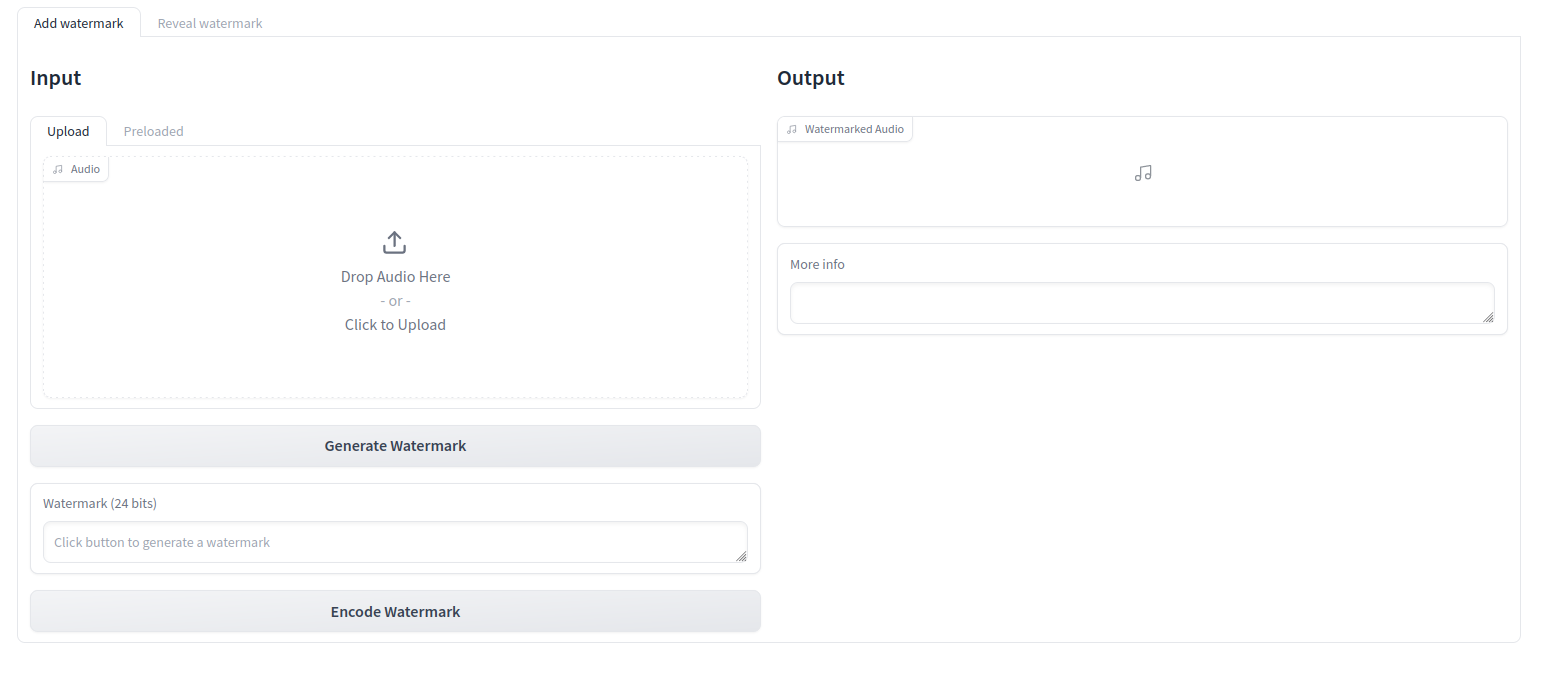 Add watermark
Reveal watermark
Input
Upload
Preloaded
Audio
Drop Audio Here
- or -
Click to Upload
Generate Watermark
Watermark (24 bits)
Click button to generate a watermark
Encode Watermark
Output
Watermarked Audio
More info